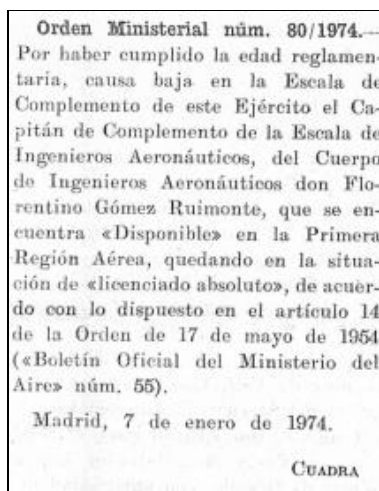 Orden Ministerial núm. 80/1974.—
Por haber cumplido la edad reglamen-
taria, causa baja en la Escala de
Complemento de este Ejército el Ca-
pitán de Complemento de la Escala de
Ingenieros Aeronáuticos, del Cuerpo
de Ingenieros Aeronáuticos don Flo-
rentino Gómez Ruimonte, que se en-
cuentra «Disponible» en la Primera
Región Aérea, quedando en la situa-
ción de «licenciado absoluto», de acuer-
do con lo dispuesto en el artículo 14
de la Orden de 17 de mayo de 1954
(«Boletín Oficial del Ministerio del
Aire» núm. 55).
Madrid, 7 de enero de 1974.
CUADRA